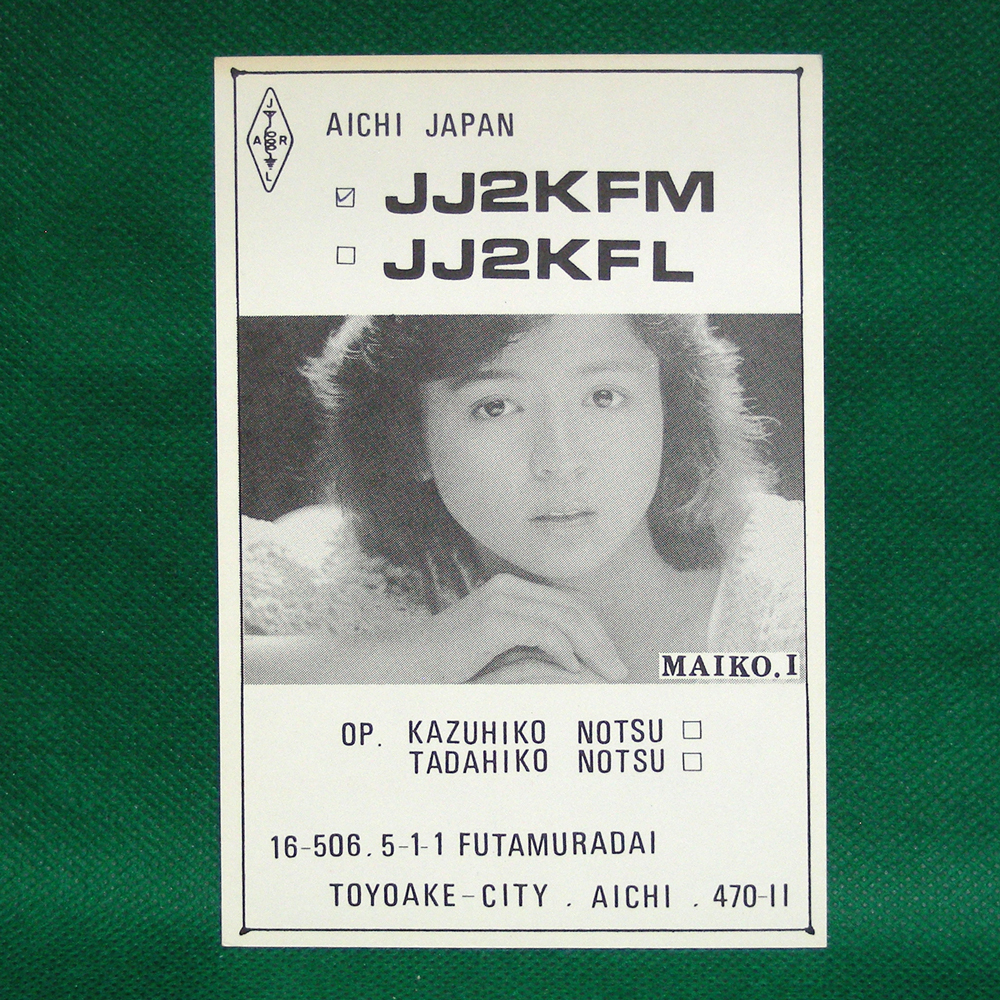 J
A R
L
AICHI JAPAN
☑ JJ2KFM
☐ JJ2KFL
MAIKO.I
OP. KAZUHIKO NOTSU ☐
TADAHIKO NOTSU ☐
16-506.5-1-1 FUTAMURADAI
TOYOAKE-CITY . AICHI . 470-11